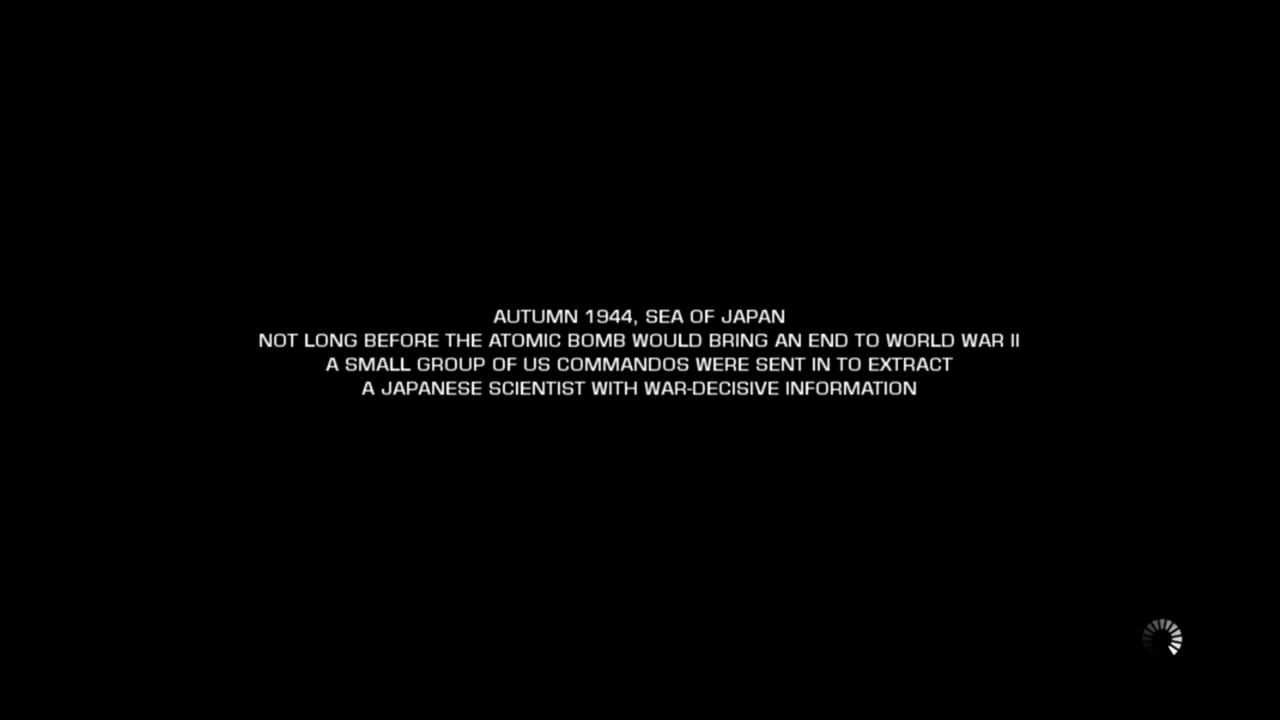 AUTUMN 1944, SEA OF JAPAN
NOT LONG BEFORE THE ATOMIC BOMB WOULD BRING AN END TO WORLD WAR II
A SMALL GROUP OF US COMMANDOS WERE SENT IN TO EXTRACT
A JAPANESE SCIENTIST WITH WAR-DECISIVE INFORMATION